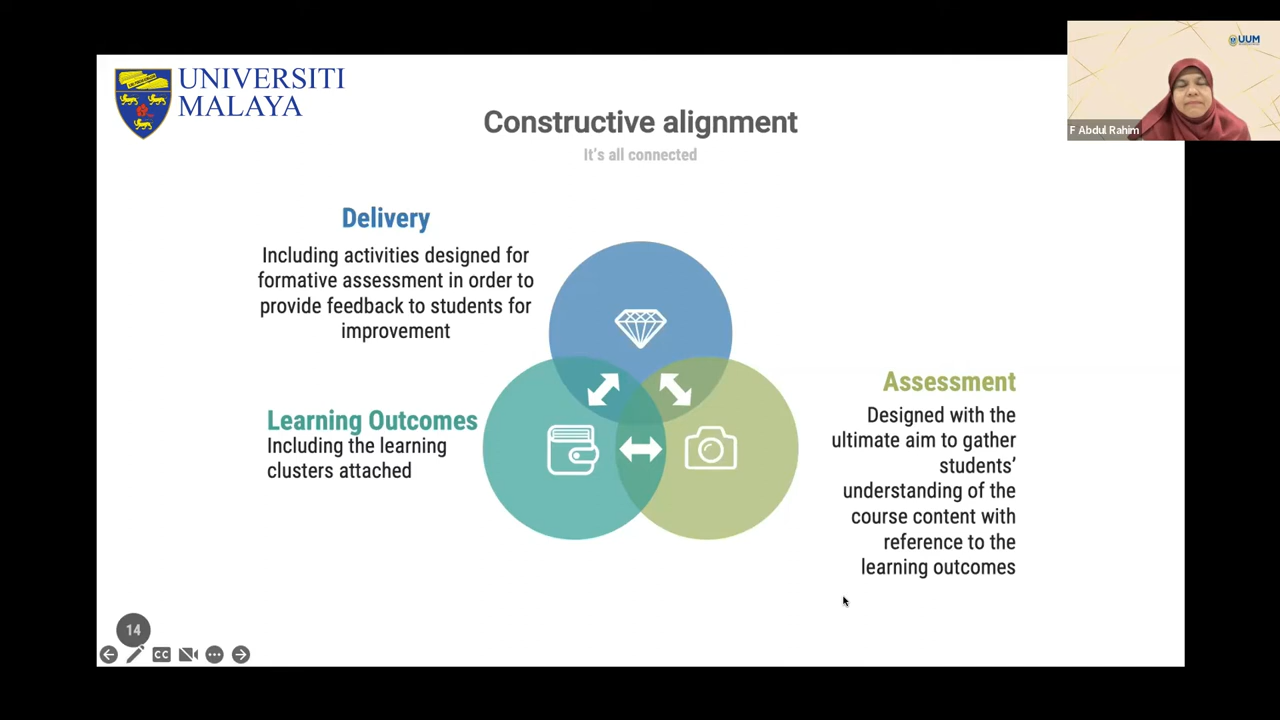 UNIVERSITI
MALAYA
UUM
F Abdul Rahim
Constructive alignment
It's all connected
Delivery
Including activities designed for
formative assessment in order to
provide feedback to students for
improvement
Learning Outcomes
Including the learning
clusters attached
Assessment
Designed with the
ultimate aim to gather
students’
understanding of the
course content with
reference to the
learning outcomes
14
CC